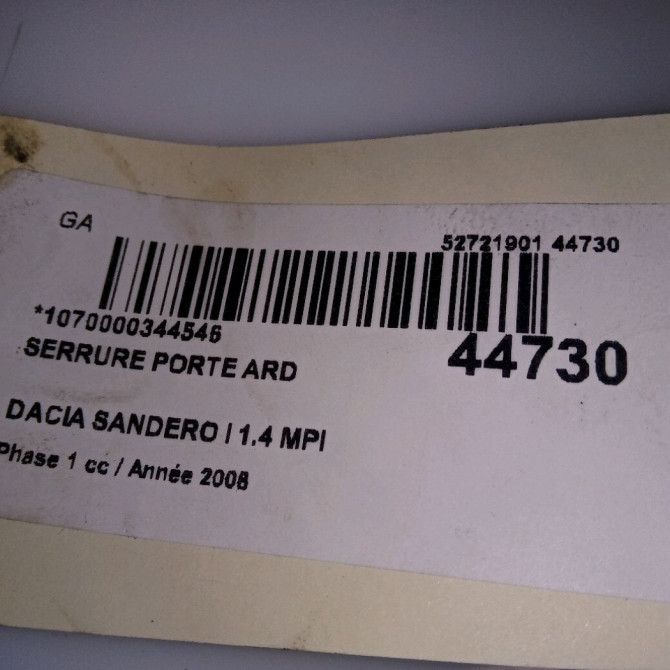 GA
52721901 44730
*1070000344546
44730
SERRURE PORTE ARD
DACIA SANDERO I 1.4 MPI
Phase 1 cc / Année 2008